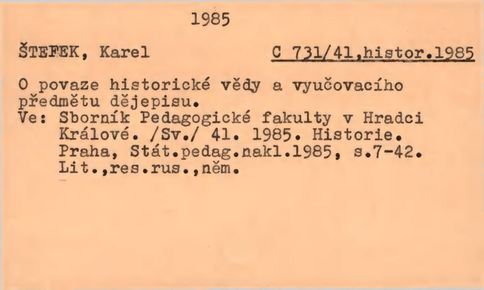 1985
ŠTEFEK, Karel C 731/41,histor.1985
O povaze historické vědy a vyučovacího
předmětu dějepisu.
Ve: Sborník Pedagogické fakulty v Hradci
Králové. /Sv./ 41. 1985. Historie.
Praha, Stát.pedag.nakl.1985, s.7-42.
Lit.,res.rus.,něm.